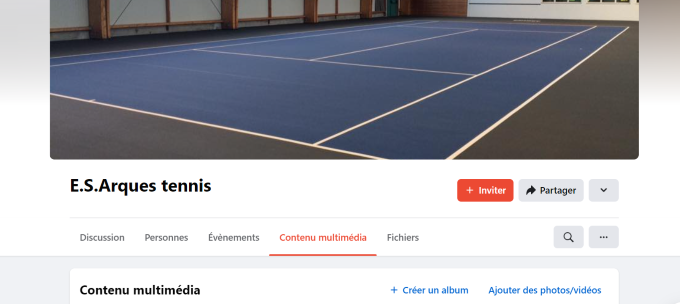 E.S.Arques tennis
+ Inviter
Partager
Discussion
Personnes
Événements
Contenu multimédia
Fichiers
Contenu multimédia
+ Créer un album
Ajouter des photos/vidéos